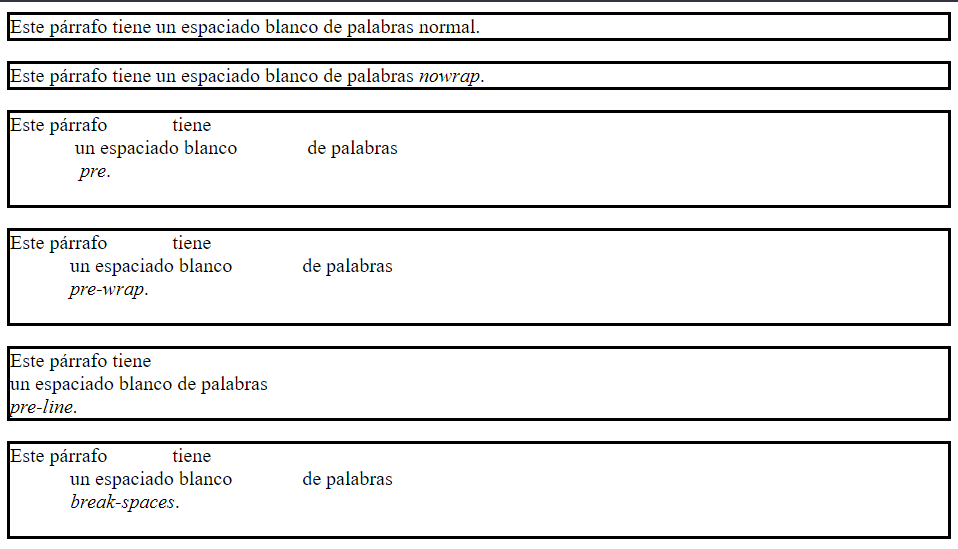 Este párrafo tiene un espaciado blanco de palabras normal.
Este párrafo tiene un espaciado blanco de palabras nowrap.
Este párrafo tiene
un espaciado blanco de palabras
pre.
Este párrafo tiene
un espaciado blanco de palabras
pre-wrap.
Este párrafo tiene
un espaciado blanco de palabras
pre-line.
Este párrafo tiene
un espaciado blanco de palabras
break-spaces.